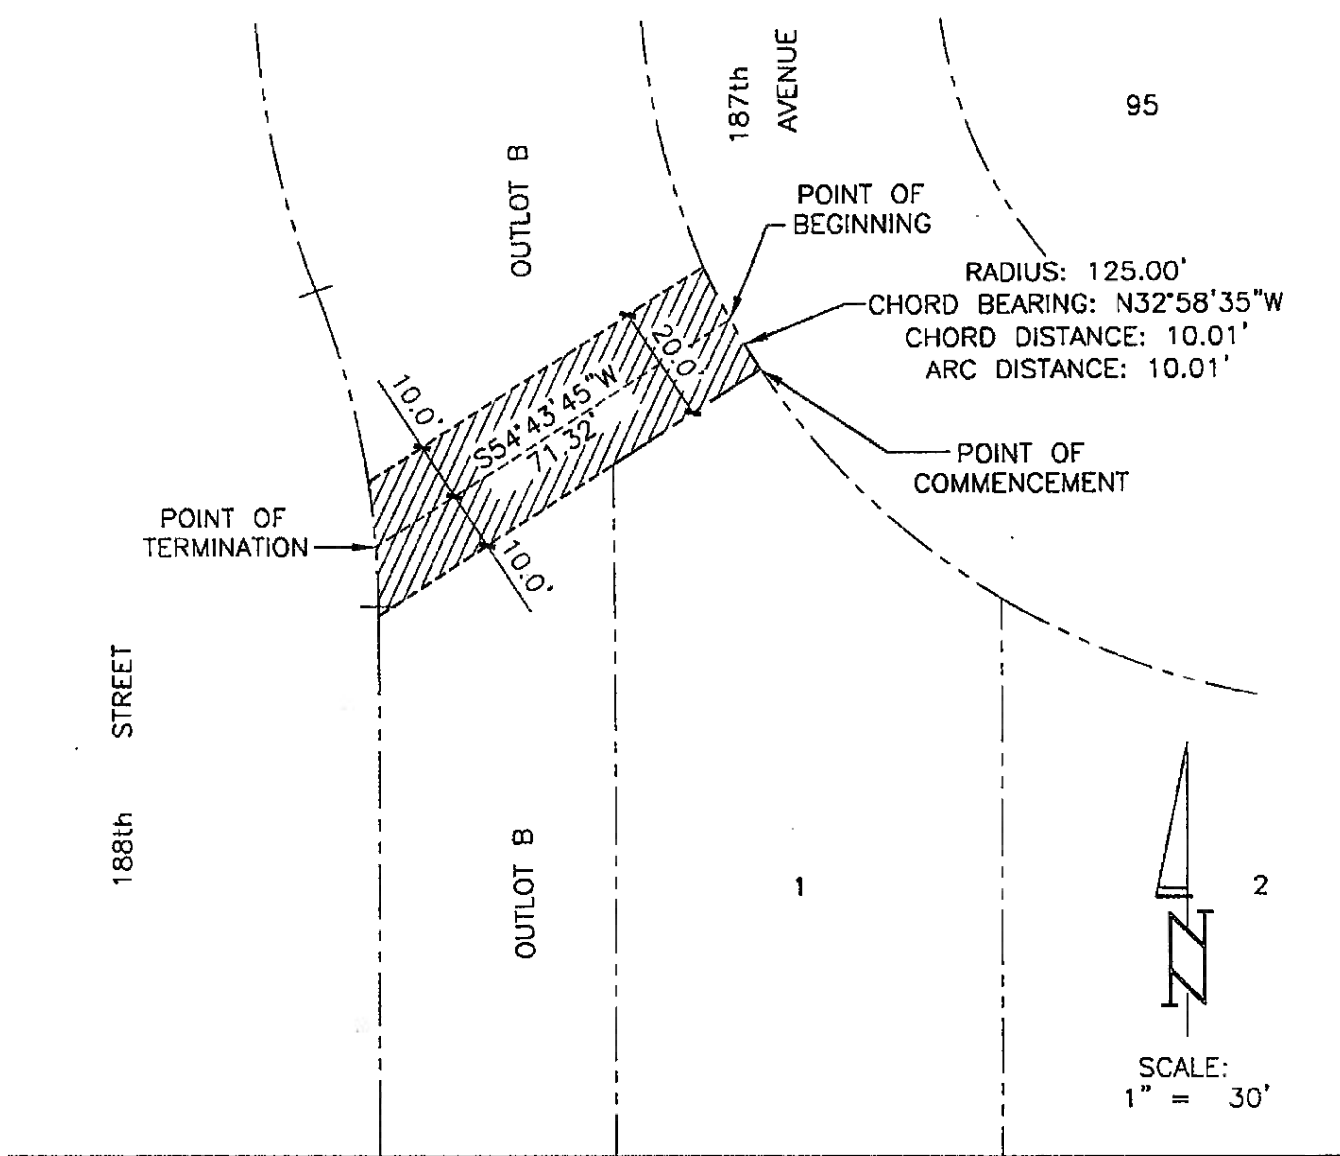 187th
AVENUE
95
OUTLOT B
POINT OF
BEGINNING
RADIUS: 125.00'
CHORD BEARING: N32°58'35"W
CHORD DISTANCE: 10.01'
ARC DISTANCE: 10.01'
20.0'
10.0'
S54°43'45"W
71.32'
POINT OF
COMMENCEMENT
POINT OF
TERMINATION
10.0'
188th STREET
OUTLOT B
1
2
N
SCALE:
1" = 30'